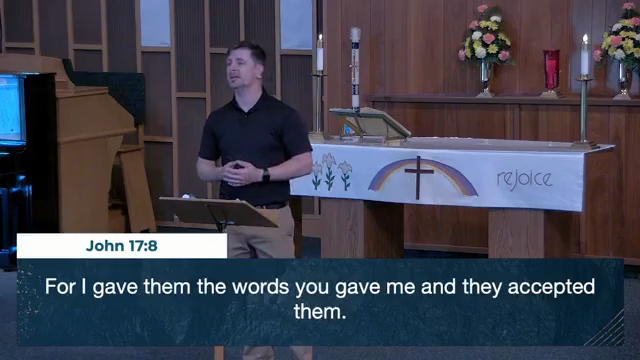 rejoice
John 17:8
For I gave them the words you gave me and they accepted
them.